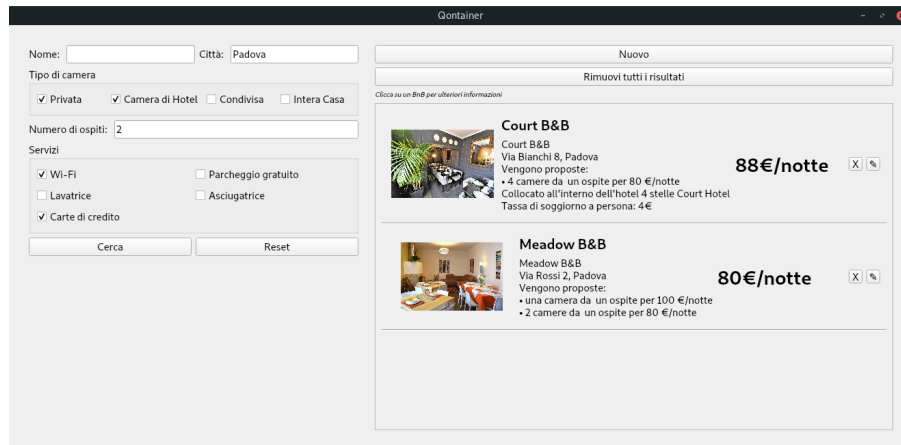 Qontainer
Nome:
Città: Padova
Tipo di camera
Privata
Camera di Hotel
Condivisa
Intera Casa
Numero di ospiti: 2
Servizi
Wi-Fi
Parcheggio gratuito
Lavatrice
Asciugatrice
Carte di credito
Cerca
Reset
Nuovo
Rimuovi tutti i risultati
Clicca su un BnB per ulteriori informazioni
Court B&B
Court B&B
Via Bianchi 8, Padova
Vengono proposte:
• 4 camere da un ospite per 80 €/notte
Collocato all'interno dell'hotel 4 stelle Court Hotel
Tassa di soggiorno a persona: 4€
88€/notte
X
Meadow B&B
Meadow B&B
Via Rossi 2, Padova
Vengono proposte:
• una camera da un ospite per 100 €/notte
• 2 camere da un ospite per 80 €/notte
80€/notte
X